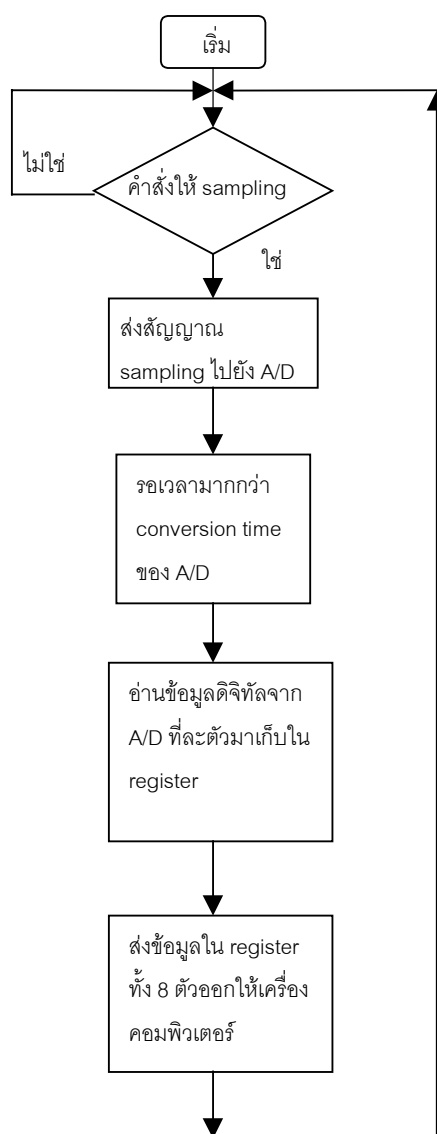 เริ่ม
ไม่ใช่
คำสั่งให้ sampling
ใช่
ส่งสัญญาณ
sampling ไปยัง A/D
รอเวลามากกว่า
conversion time
ของ A/D
อ่านข้อมูลดิจิทัลจาก
A/D ที่ละตัวมาเก็บใน
register
ส่งข้อมูลใน register
ทั้ง 8 ตัวออกให้เครื่อง
คอมพิวเตอร์